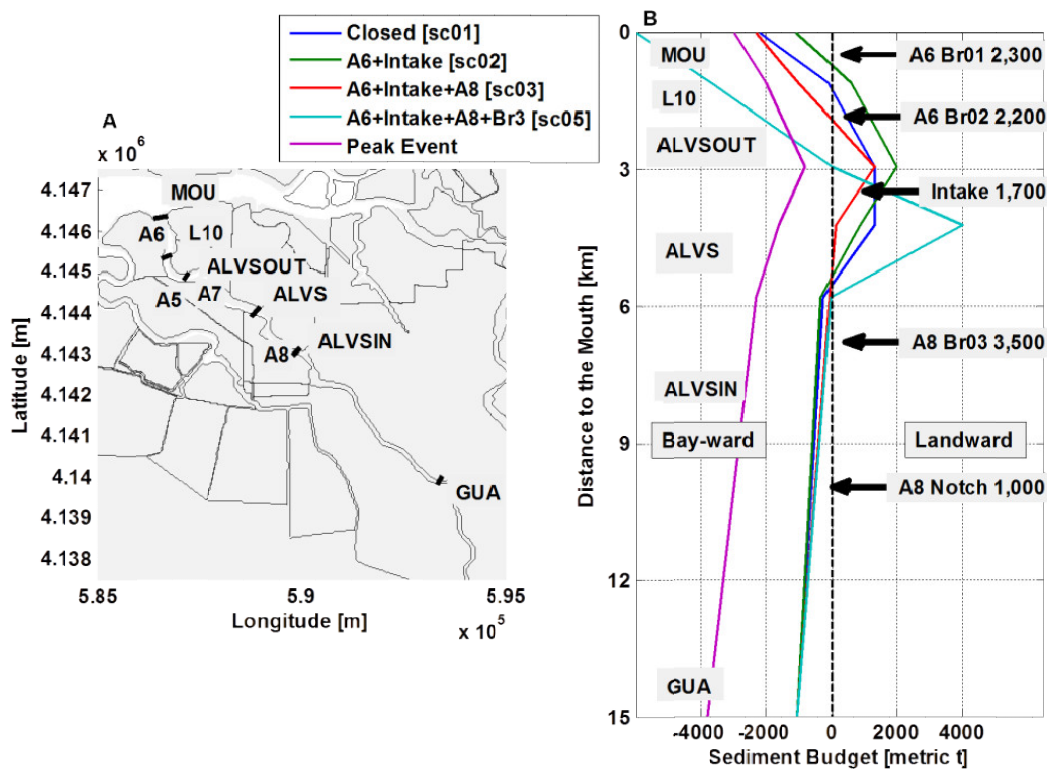 Closed [sc01]
A6+Intake [sc02]
A6+Intake+A8 [sc03]
A6+Intake+A8+Br3 [sc05]
Peak Event
A
x 10⁶
4.147
4.146
4.145
4.144
4.143
4.142
4.141
4.14
4.139
4.138
Latitude [m]
MOU
A6
L10
ALVSOUT
A5
A7
ALVS
ALVSIN
A8
GUA
5.85
5.9
5.95
Longitude [m]
x 10⁵
B
0
3
6
9
12
15
Distance to the Mouth [km]
MOU
L10
ALVSOUT
ALVS
ALVSIN
GUA
A6 Br01 2,300
A6 Br02 2,200
Intake 1,700
A8 Br03 3,500
Bay-ward
Landward
A8 Notch 1,000
-4000
-2000
0
2000
4000
Sediment Budget [metric t]